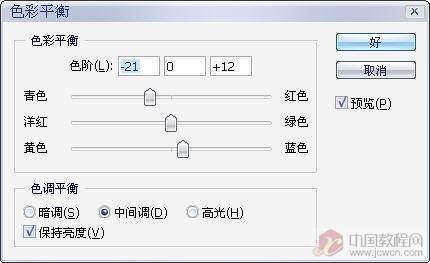 色彩平衡
色彩平衡
色阶(L): -21 0 +12
好
取消
预览(P)
青色 红色
洋红 绿色
黄色 蓝色
色调平衡
暗调(S) 中间调(D) 高光(H)
保持亮度(V)
中国教程网
www.jcwcn.com